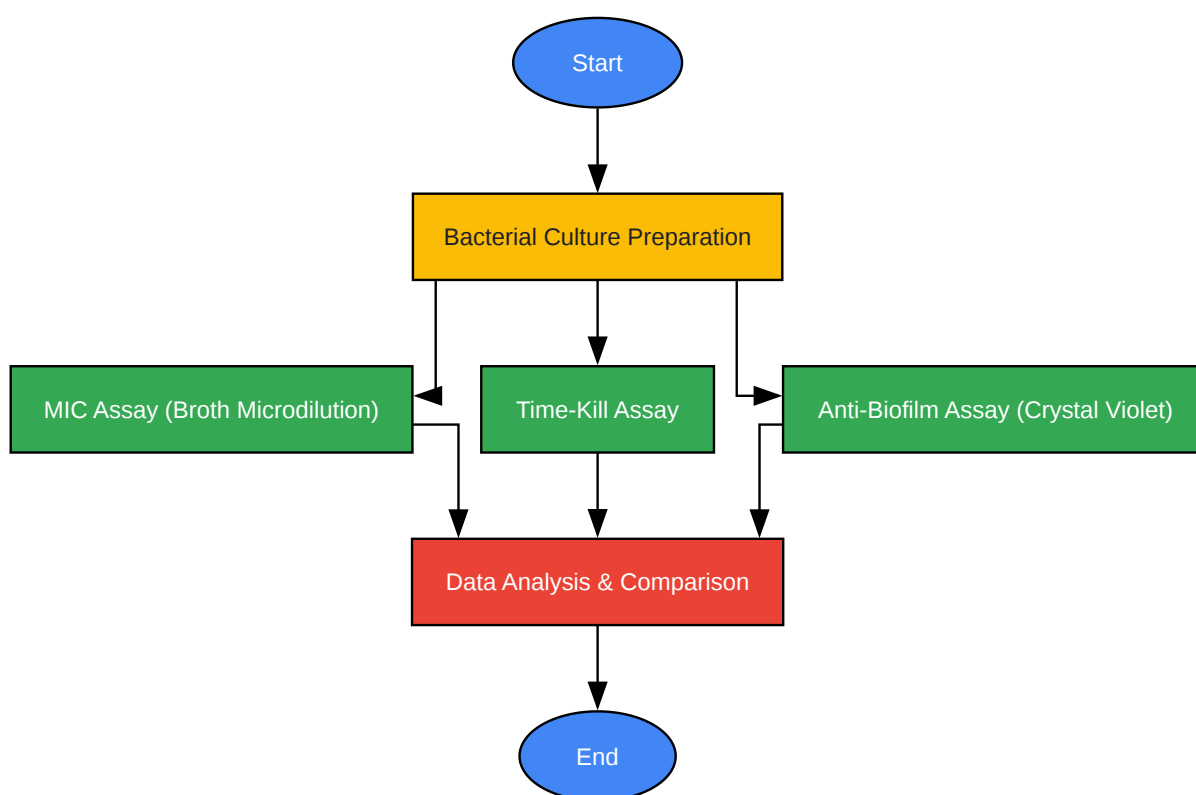 Start
Bacterial Culture Preparation
MIC Assay (Broth Microdilution)
Time-Kill Assay
Anti-Biofilm Assay (Crystal Violet)
Data Analysis & Comparison
End